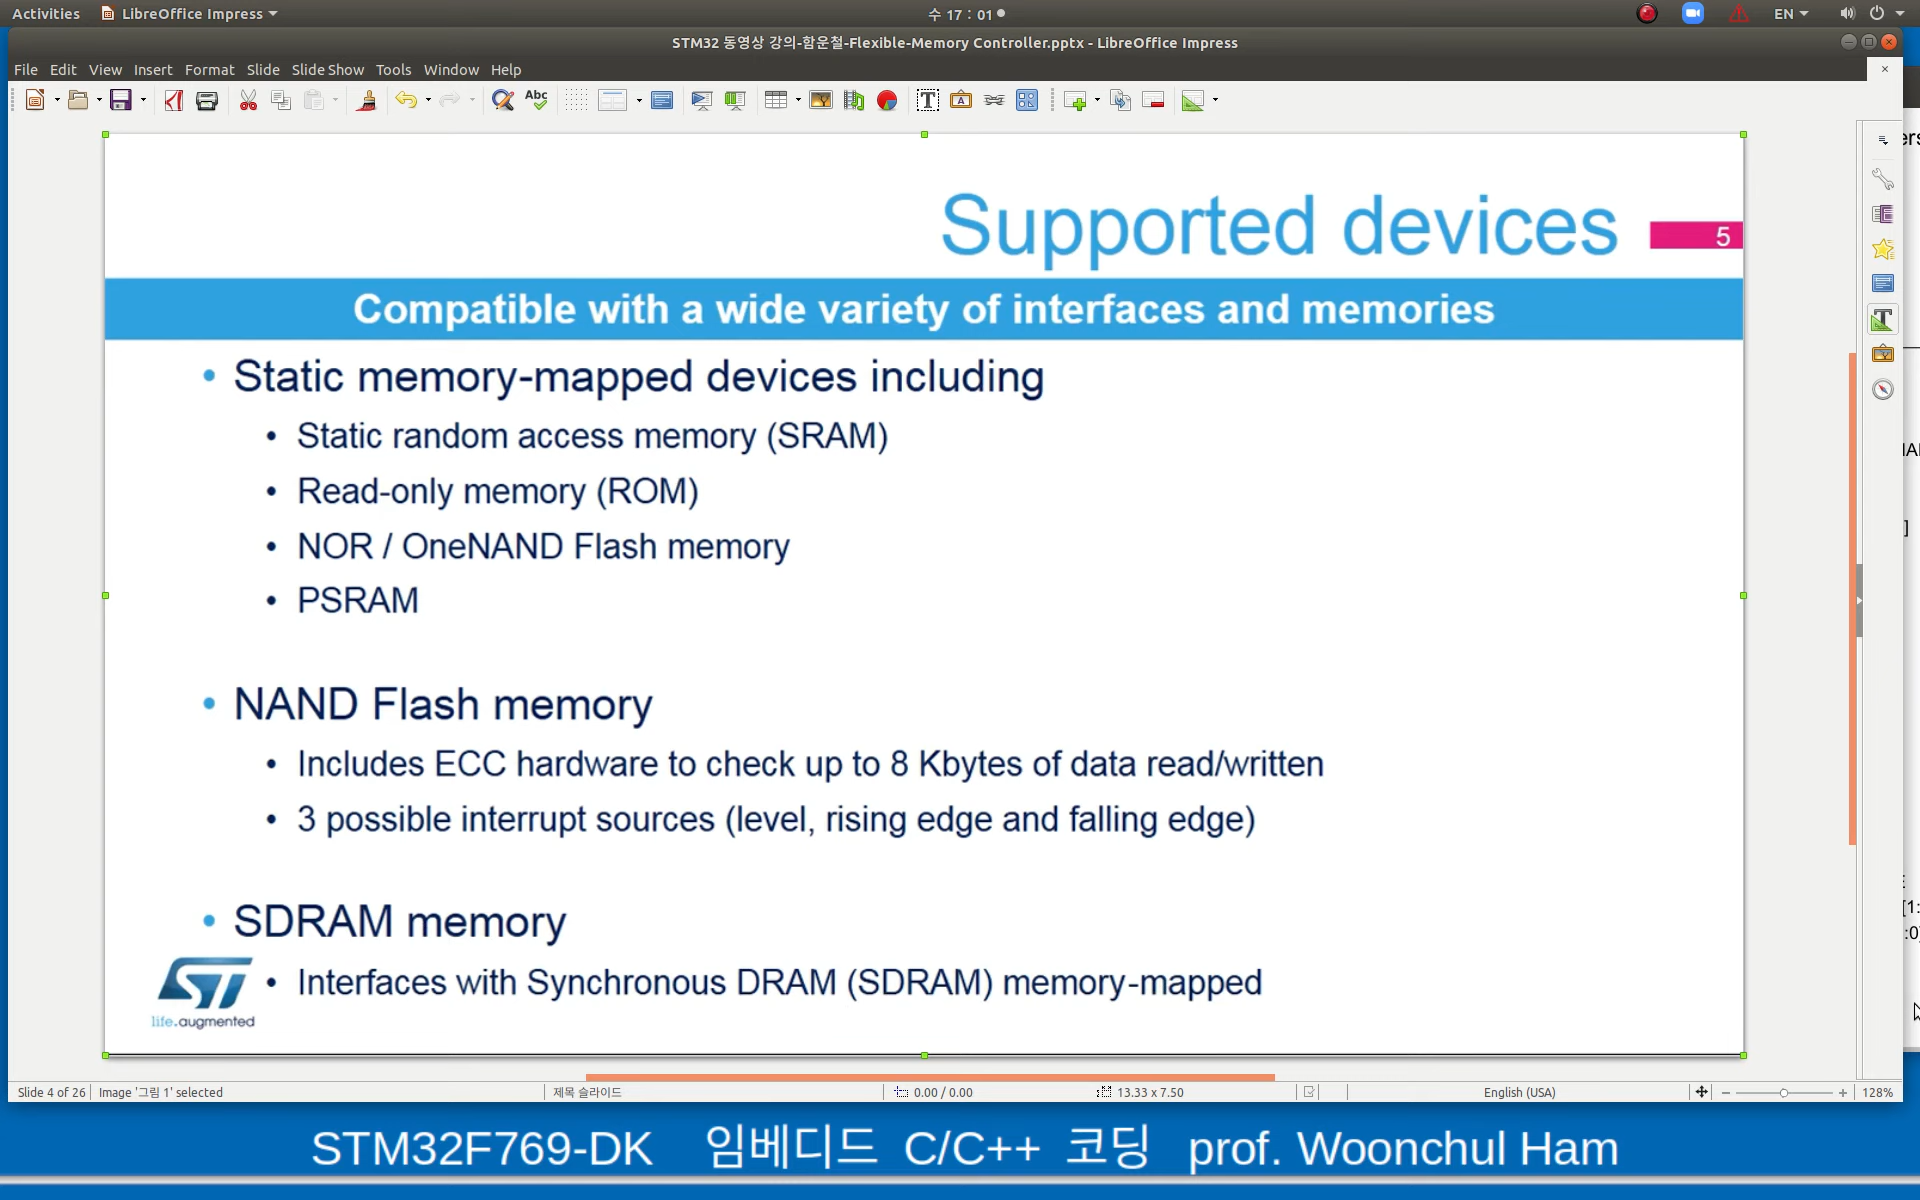 Activities LibreOffice Impress 수 17 : 01 EN
STM32 동영상 강의-함운철-Flexible-Memory Controller.pptx - LibreOffice Impress
File Edit View Insert Format Slide Slide Show Tools Window Help
Abc
Supported devices 5
Compatible with a wide variety of interfaces and memories
• Static memory-mapped devices including
• Static random access memory (SRAM)
• Read-only memory (ROM)
• NOR / OneNAND Flash memory
• PSRAM
• NAND Flash memory
• Includes ECC hardware to check up to 8 Kbytes of data read/written
• 3 possible interrupt sources (level, rising edge and falling edge)
• SDRAM memory
• Interfaces with Synchronous DRAM (SDRAM) memory-mapped
ST
life.augmented
Slide 4 of 26 Image '그림 1' selected 제목 슬라이드 0.00 / 0.00 13.33 x 7.50 English (USA) 128%
STM32F769-DK 임베디드 C/C++ 코딩 prof. Woonchul Ham